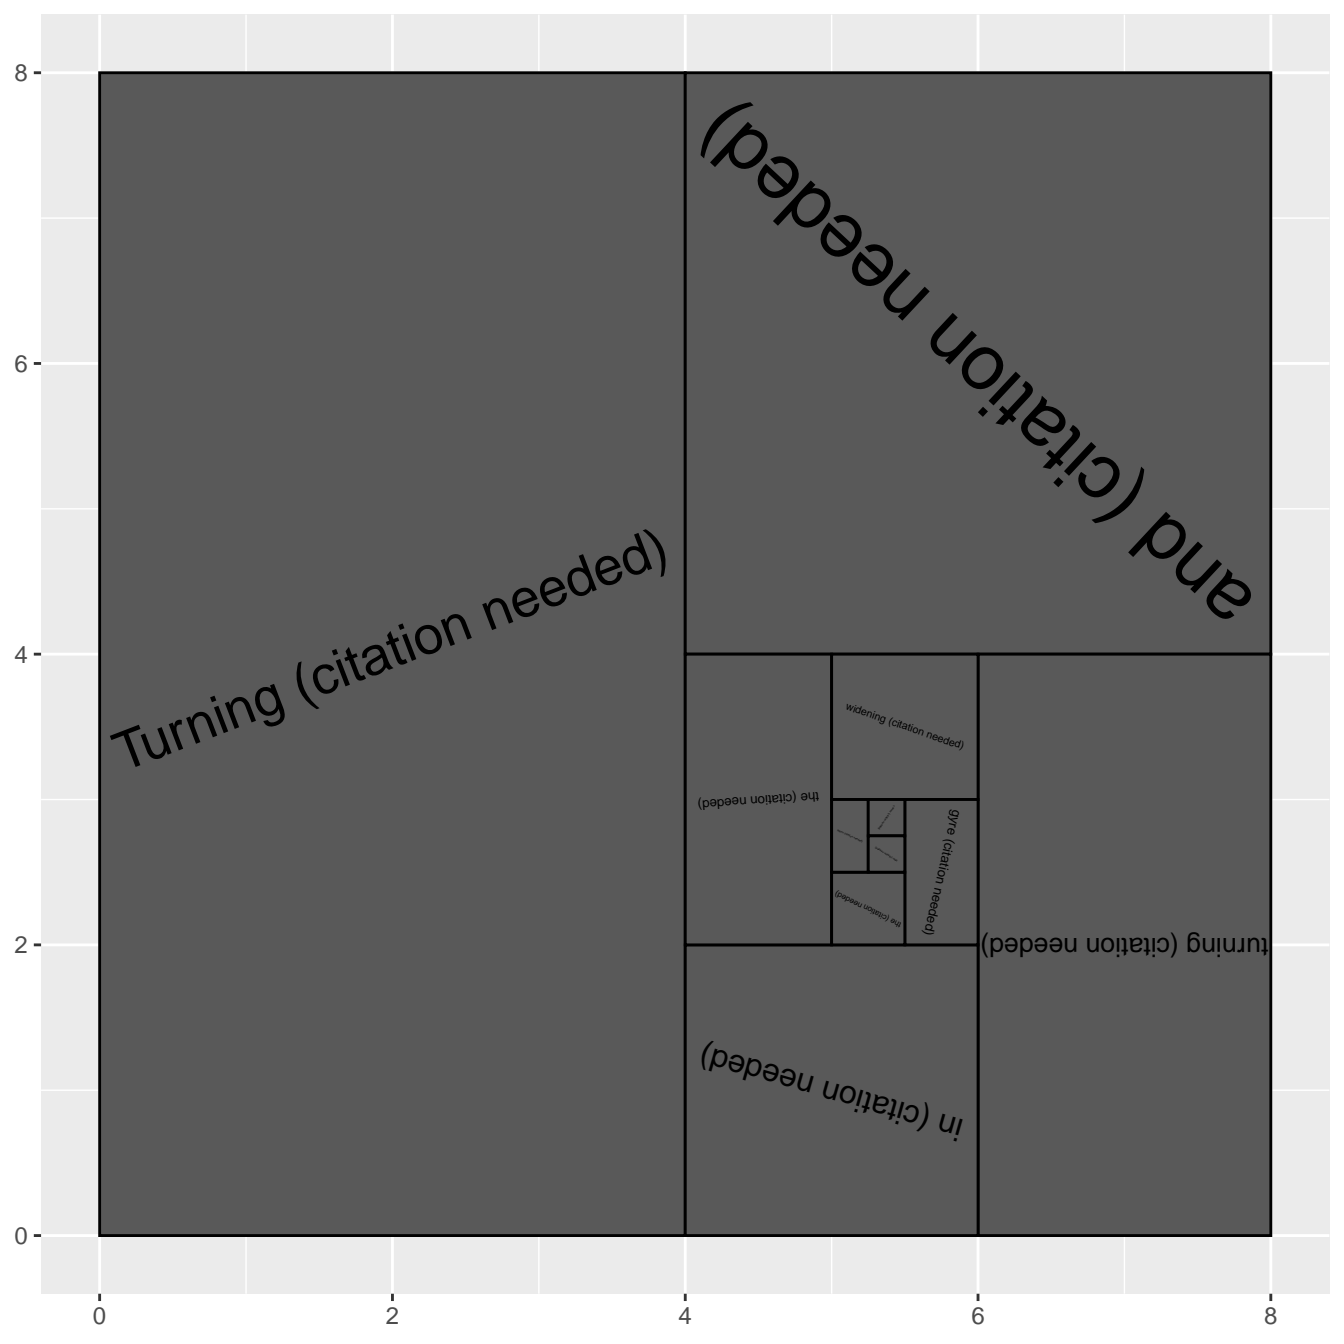 Turning (citation needed)
and (citation needed)
turning (citation needed)
in (citation needed)
the (citation needed)
widening (citation needed)
gyre (citation needed)
the (citation needed)
8
6
4
2
0
0
2
4
6
8